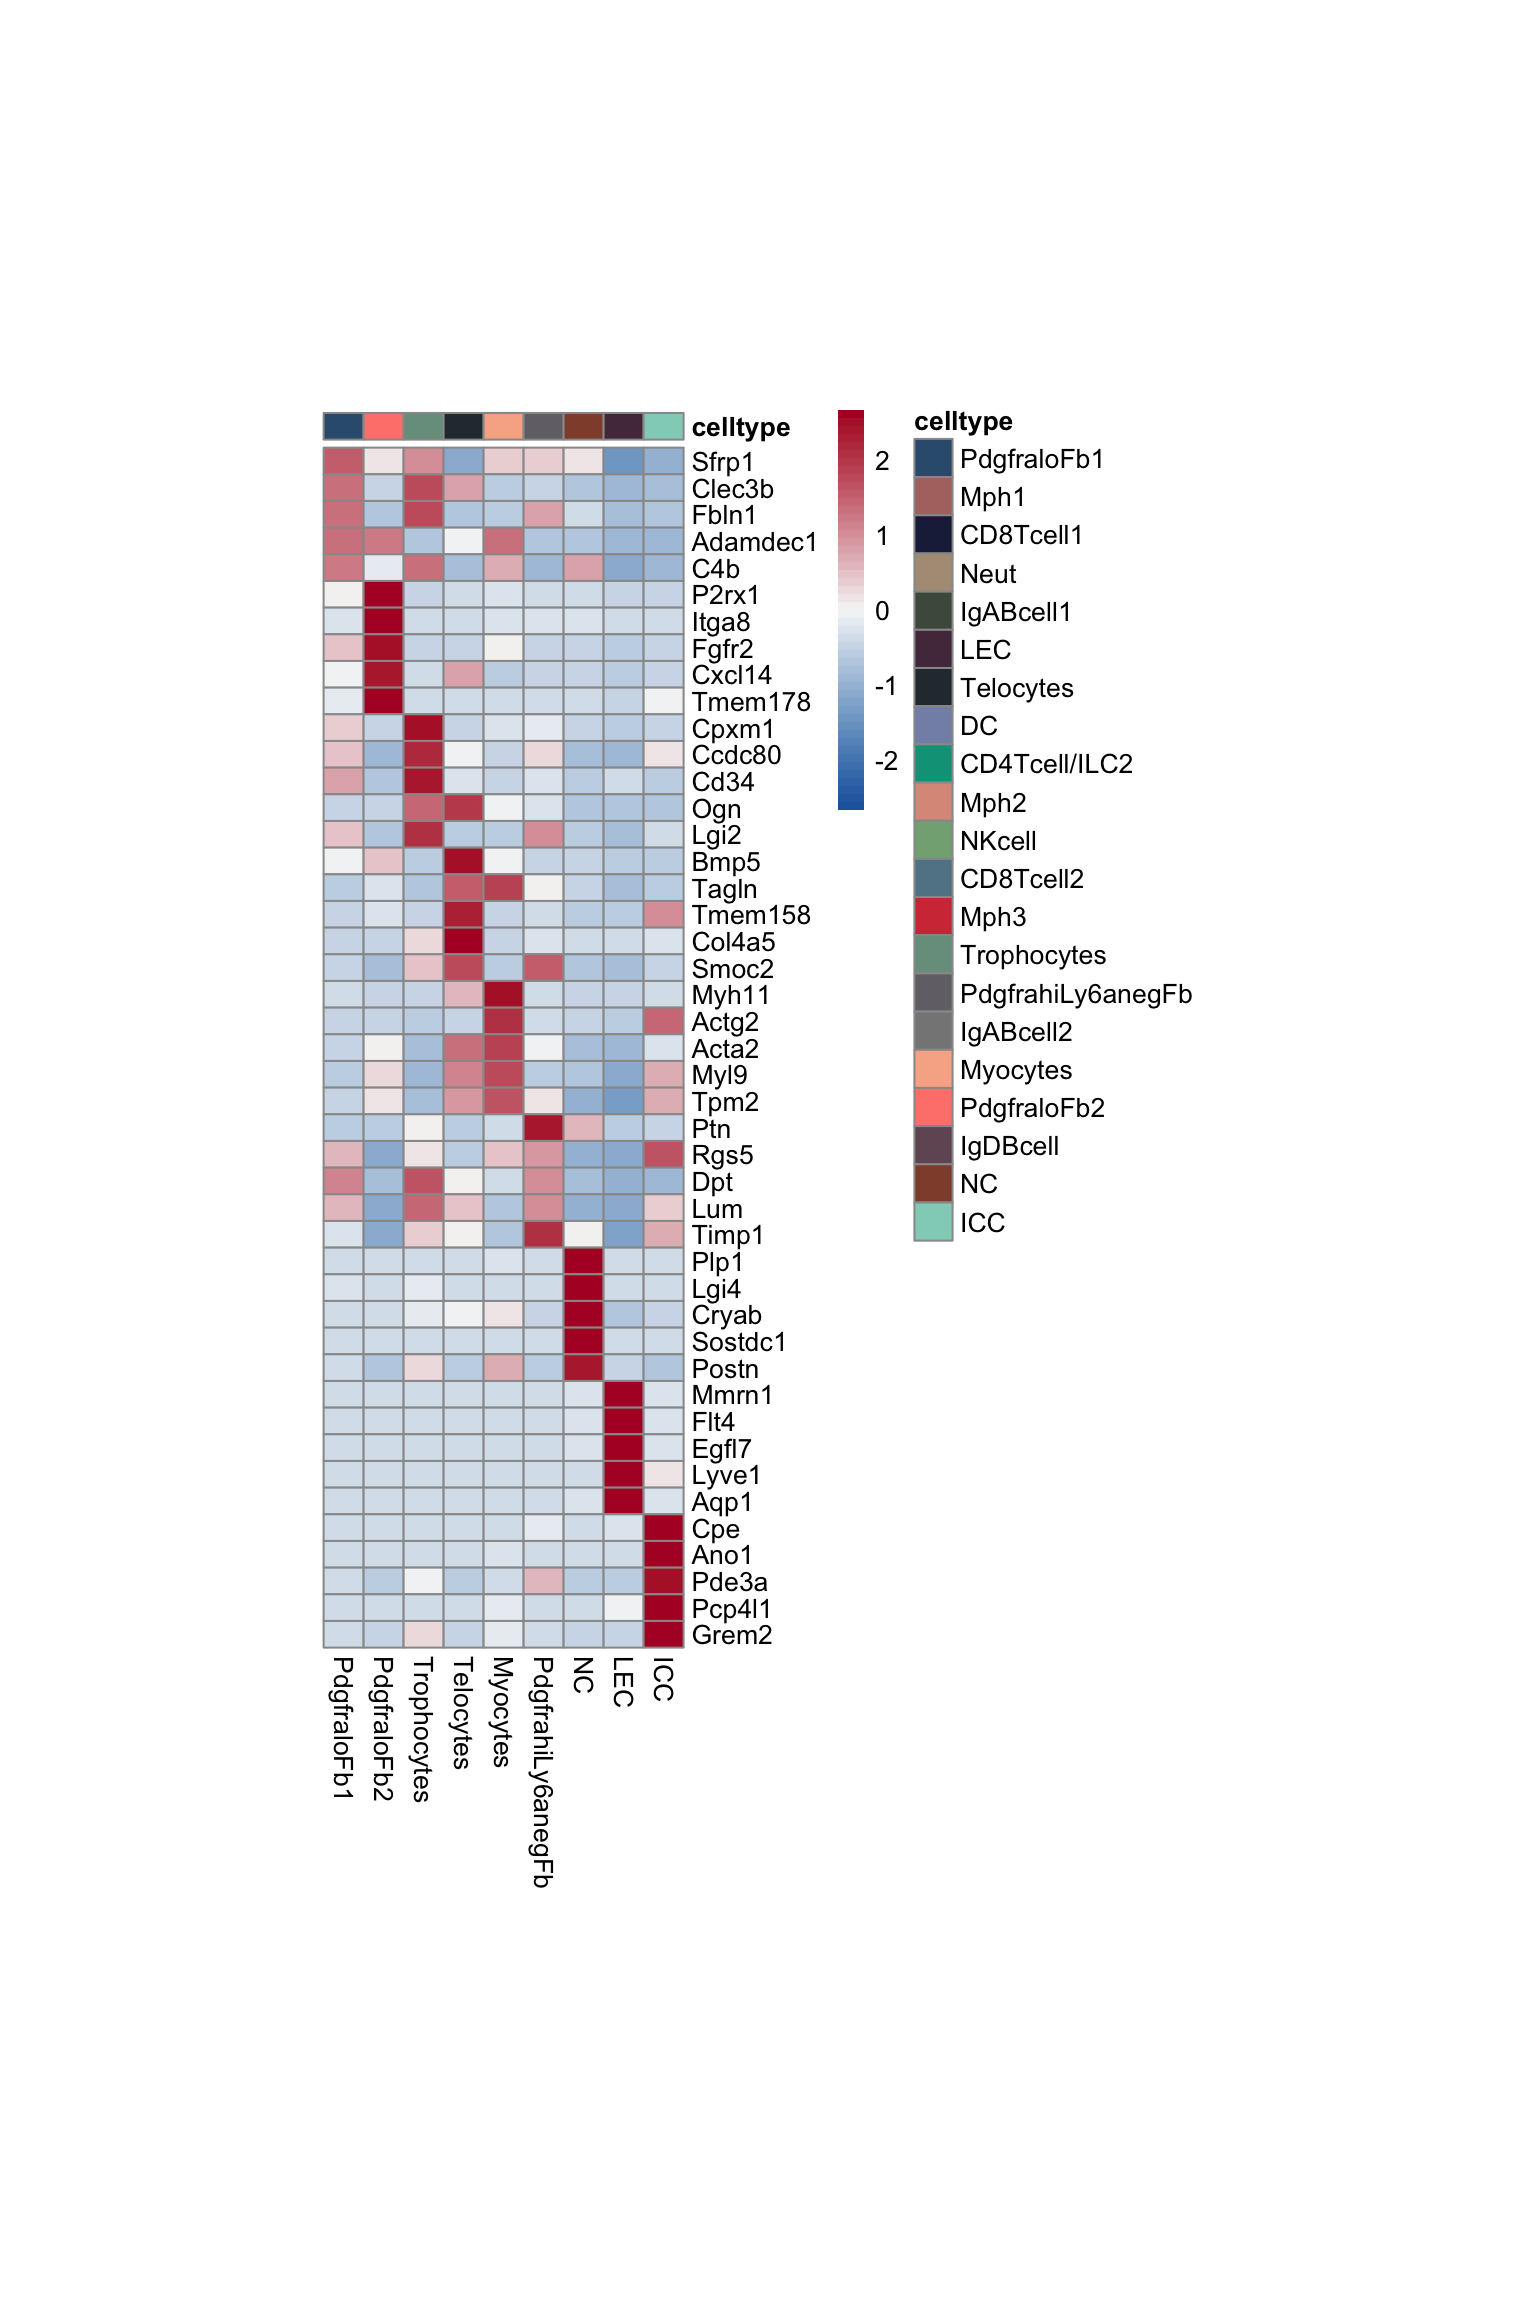 celltype
Sfrp1
Clec3b
Fbln1
Adamdec1
C4b
P2rx1
Itga8
Fgfr2
Cxcl14
Tmem178
Cpxm1
Ccdc80
Cd34
Ogn
Lgi2
Bmp5
Tagln
Tmem158
Col4a5
Smoc2
Myh11
Actg2
Acta2
Myl9
Tpm2
Ptn
Rgs5
Dpt
Lum
Timp1
Plp1
Lgi4
Cryab
Sostdc1
Postn
Mmrn1
Flt4
Egfl7
Lyve1
Aqp1
Cpe
Ano1
Pde3a
Pcp4l1
Grem2
PdgfraloFb1
PdgfraloFb2
Trophocytes
Telocytes
Myocytes
PdgfrahiLy6anegFb
NC
LEC
ICC
2
1
0
-1
-2
celltype
PdgfraloFb1
Mph1
CD8Tcell1
Neut
IgABcell1
LEC
Telocytes
DC
CD4Tcell/ILC2
Mph2
NKcell
CD8Tcell2
Mph3
Trophocytes
PdgfrahiLy6anegFb
IgABcell2
Myocytes
PdgfraloFb2
IgDBcell
NC
ICC